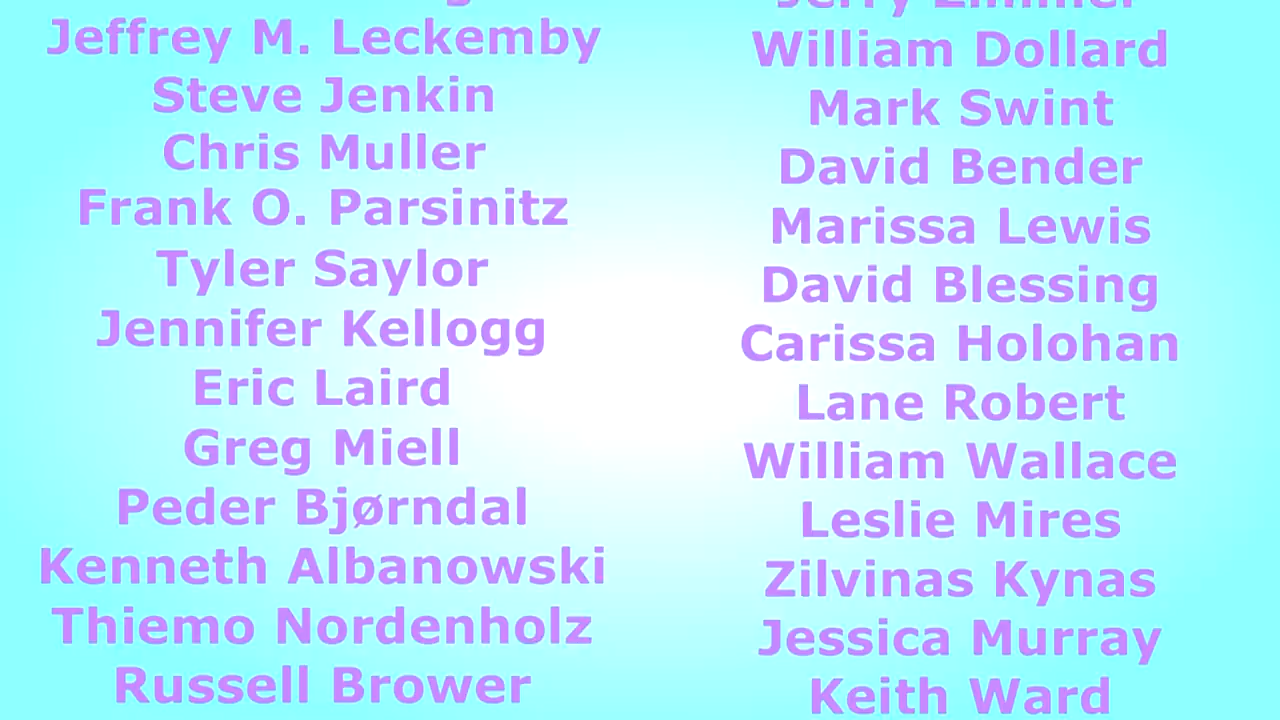 Jeffrey M. Leckemby
Steve Jenkin
Chris Muller
Frank O. Parsinitz
Tyler Saylor
Jennifer Kellogg
Eric Laird
Greg Miell
Peder Bjørndal
Kenneth Albanowski
Thiemo Nordenholz
Russell Brower
William Dollard
Mark Swint
David Bender
Marissa Lewis
David Blessing
Carissa Holohan
Lane Robert
William Wallace
Leslie Mires
Zilvinas Kynas
Jessica Murray
Keith Ward